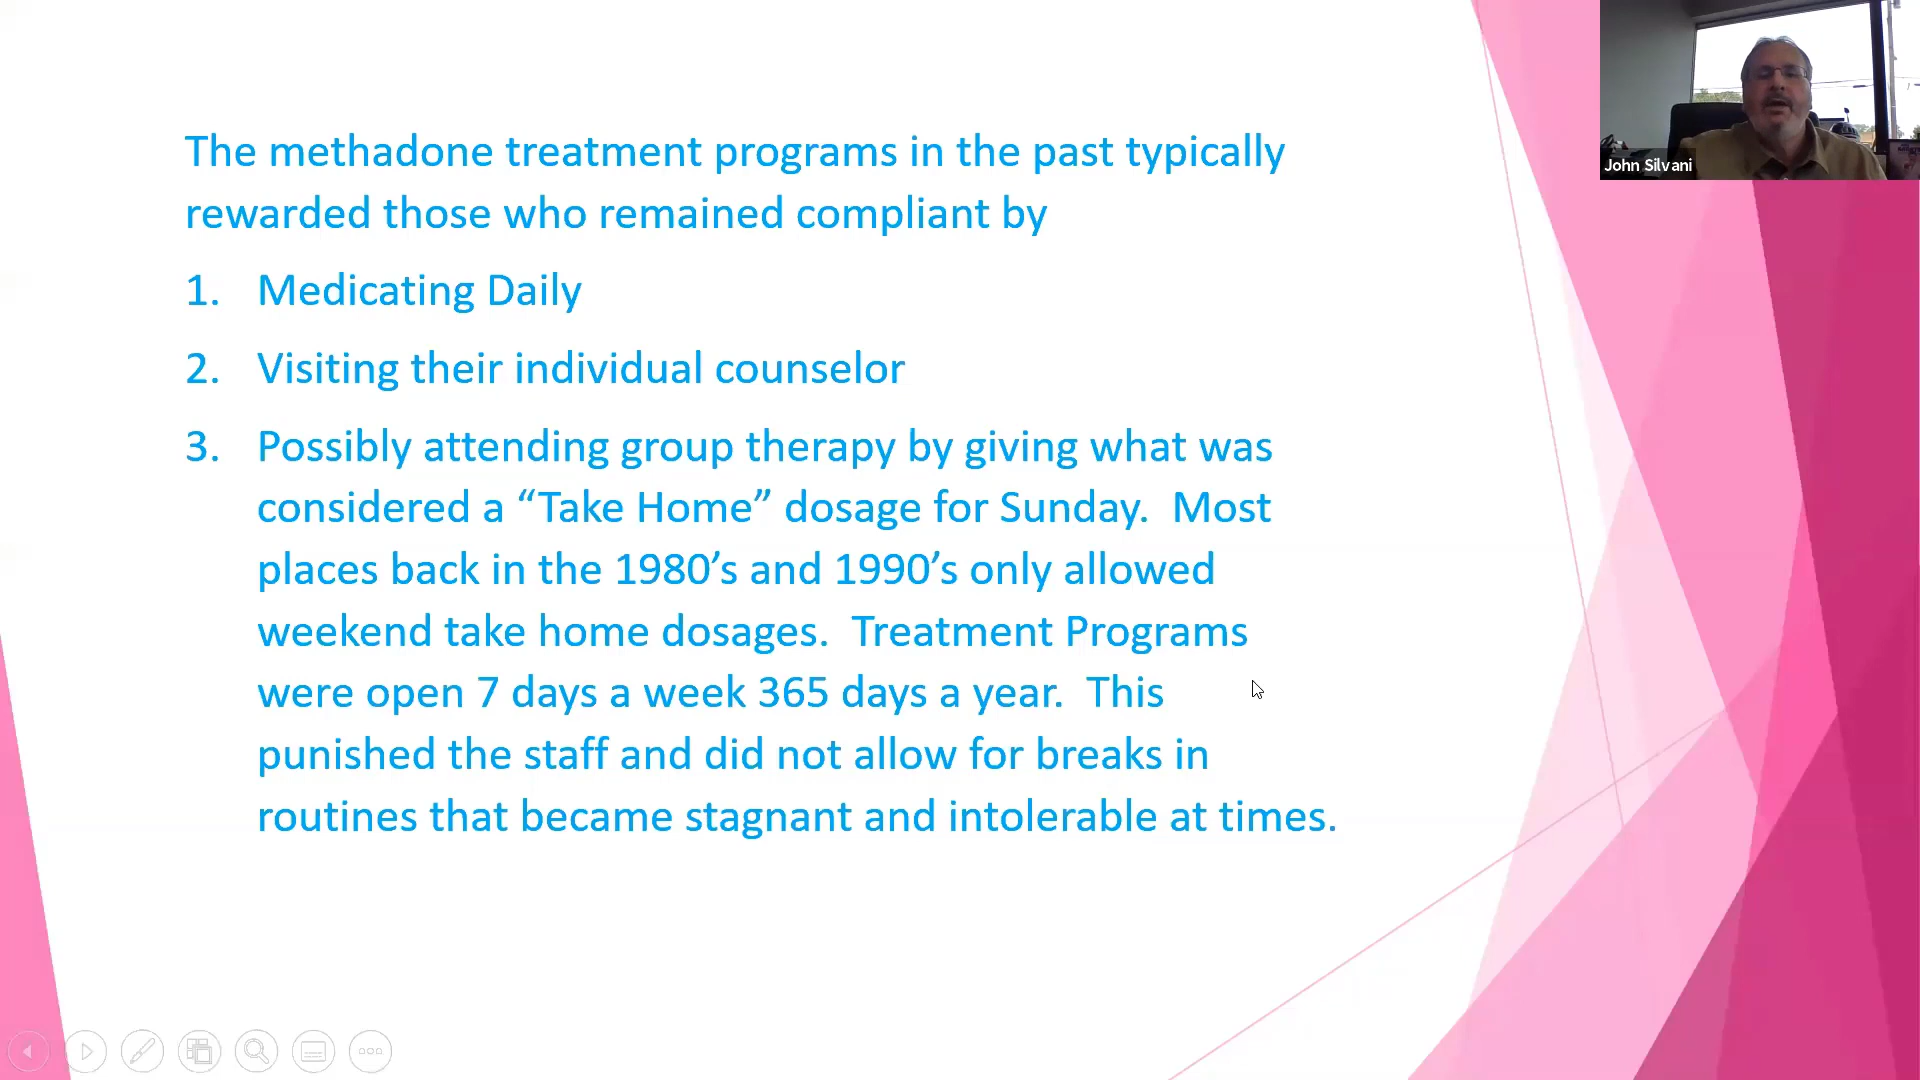 The methadone treatment programs in the past typically
rewarded those who remained compliant by
1. Medicating Daily
2. Visiting their individual counselor
3. Possibly attending group therapy by giving what was
considered a “Take Home” dosage for Sunday.  Most
places back in the 1980’s and 1990’s only allowed
weekend take home dosages.  Treatment Programs
were open 7 days a week 365 days a year.  This
punished the staff and did not allow for breaks in
routines that became stagnant and intolerable at times.
John Silvani